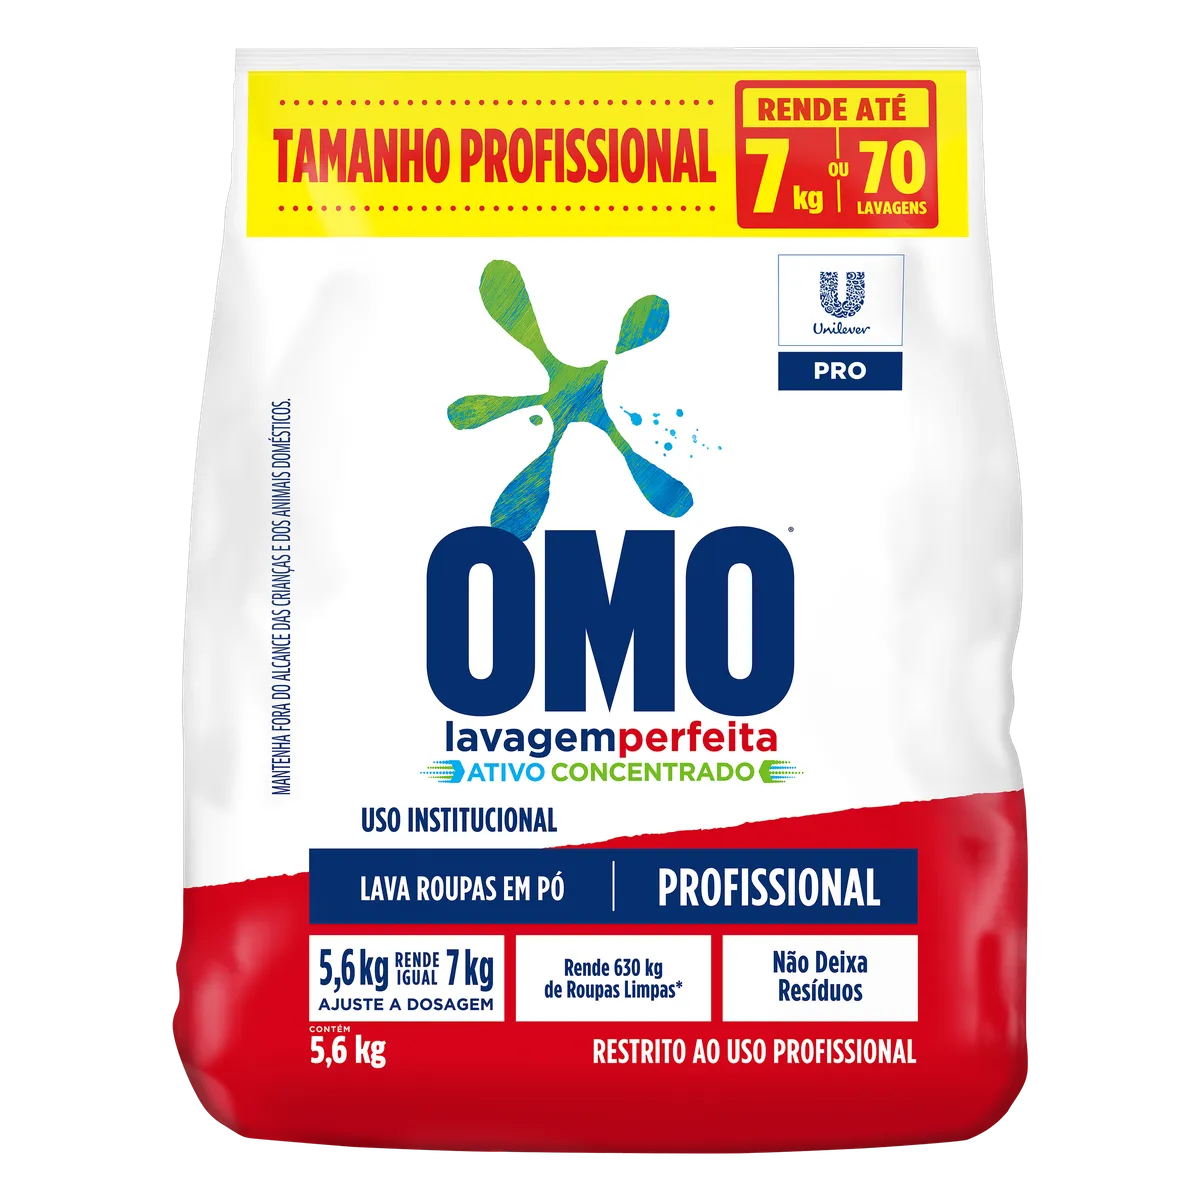 TAMANHO PROFISSIONAL
RENDE ATÉ
7 kg OU 70 LAVAGENS
Unilever
PRO
MANTENHA FORA DO ALCANCE DAS CRIANÇAS E DOS ANIMAIS DOMÉSTICOS.
OMO®
lavagemperfeita
ATIVO CONCENTRADO
USO INSTITUCIONAL
LAVA ROUPAS EM PÓ | PROFISSIONAL
5,6 kg RENDE IGUAL 7 kg
AJUSTE A DOSAGEM
Rende 630 kg
de Roupas Limpas*
Não Deixa
Resíduos
CONTÉM
5,6 kg
RESTRITO AO USO PROFISSIONAL